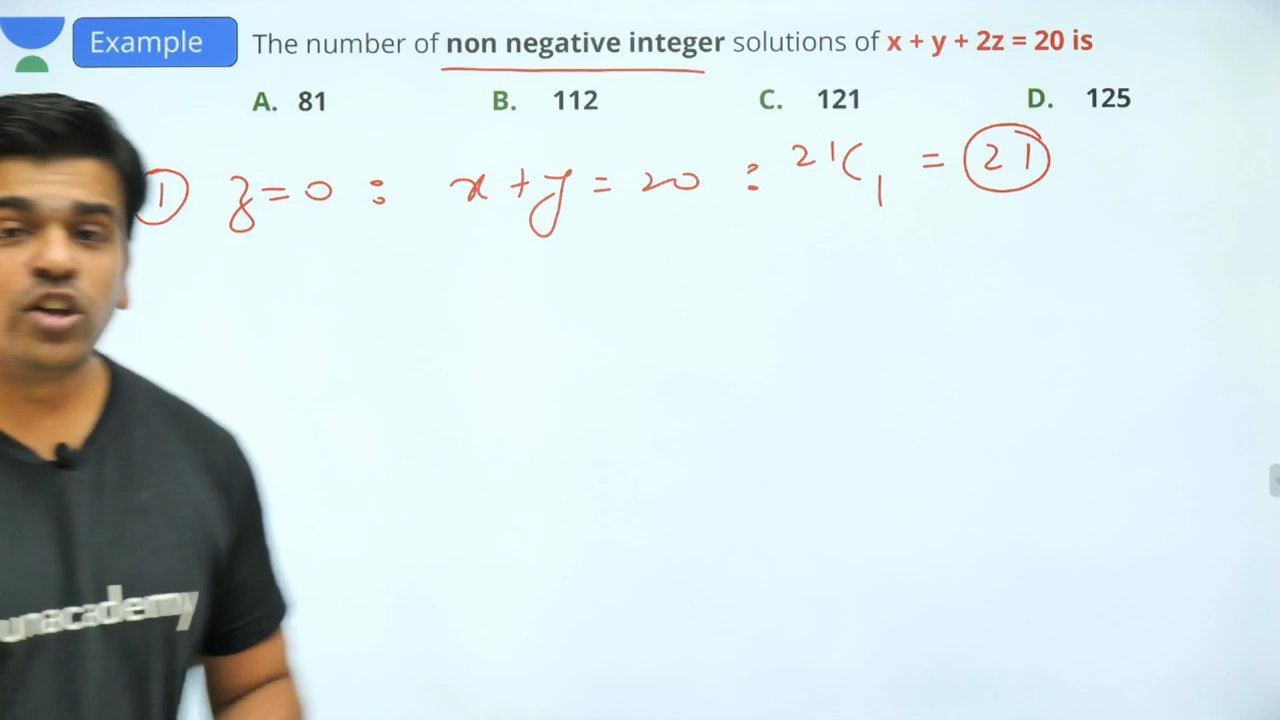 Example The number of non negative integer solutions of x + y + 2z = 20 is
A. 81 B. 112 C. 121 D. 125
① z = 0 : x + y = 20 : ²¹C₁ = 21
unacademy